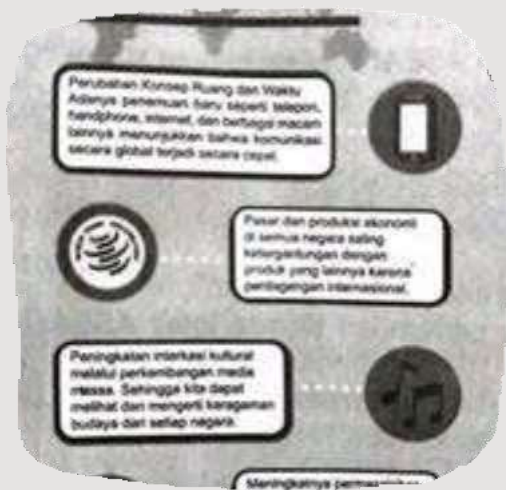 Perubahan Konsep Ruang dan Waktu
Adanya penemuan baru seperti telepon,
handphone, internet, dan berbagai macam
lainnya menunjukkan bahwa komunikasi
secara global terjadi secara cepat.
Pasar dan produksi ekonomi
di semua negara saling
ketergantungan dengan
produk yang lainnya karena
perdagangan internasional.
Peningkatan interkasi kultural
melalui perkembangan media
massa. Sehingga kita dapat
melihat dan mengerti keragaman
budaya dari setiap negara.
Meningkatnya